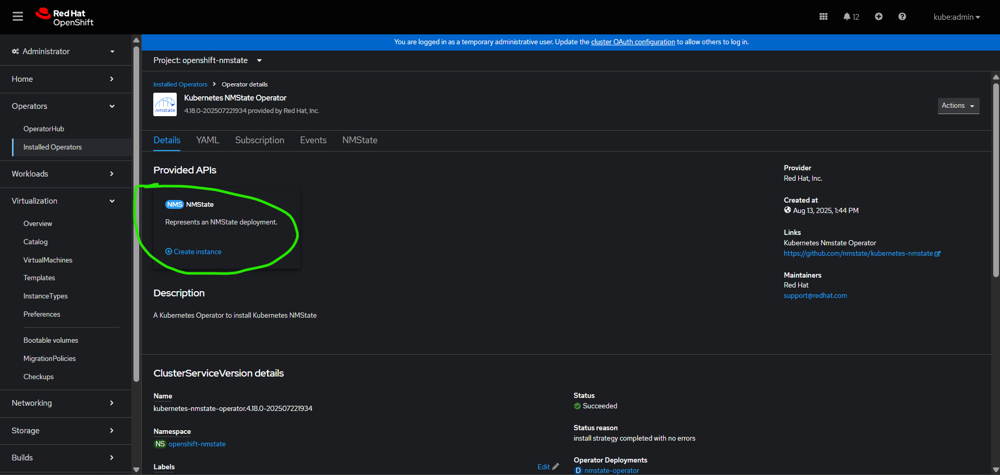 Red Hat
OpenShift
12
kube:admin
You are logged in as a temporary administrative user. Update the cluster OAuth configuration to allow others to log in.
Administrator
Home
Operators
OperatorHub
Installed Operators
Workloads
Virtualization
Overview
Catalog
VirtualMachines
Templates
InstanceTypes
Preferences
Bootable volumes
MigrationPolicies
Checkups
Networking
Storage
Builds
Project: openshift-nmstate
Installed Operators
Operator details
nmstate
Kubernetes NMState Operator
4.18.0-202507221934 provided by Red Hat, Inc.
Actions
Details
YAML
Subscription
Events
NMState
Provided APIs
NMS NMState
Represents an NMState deployment.
Create instance
Description
A Kubernetes Operator to install Kubernetes NMState
Provider
Red Hat, Inc.
Created at
Aug 13, 2025, 1:44 PM
Links
Kubernetes Nmstate Operator
https://github.com/nmstate/kubernetes-nmstate
Maintainers
Red Hat
support@redhat.com
ClusterServiceVersion details
Name
kubernetes-nmstate-operator.4.18.0-202507221934
Namespace
NS openshift-nmstate
Labels
Edit
Status
Succeeded
Status reason
install strategy completed with no errors
Operator Deployments
D nmstate-operator